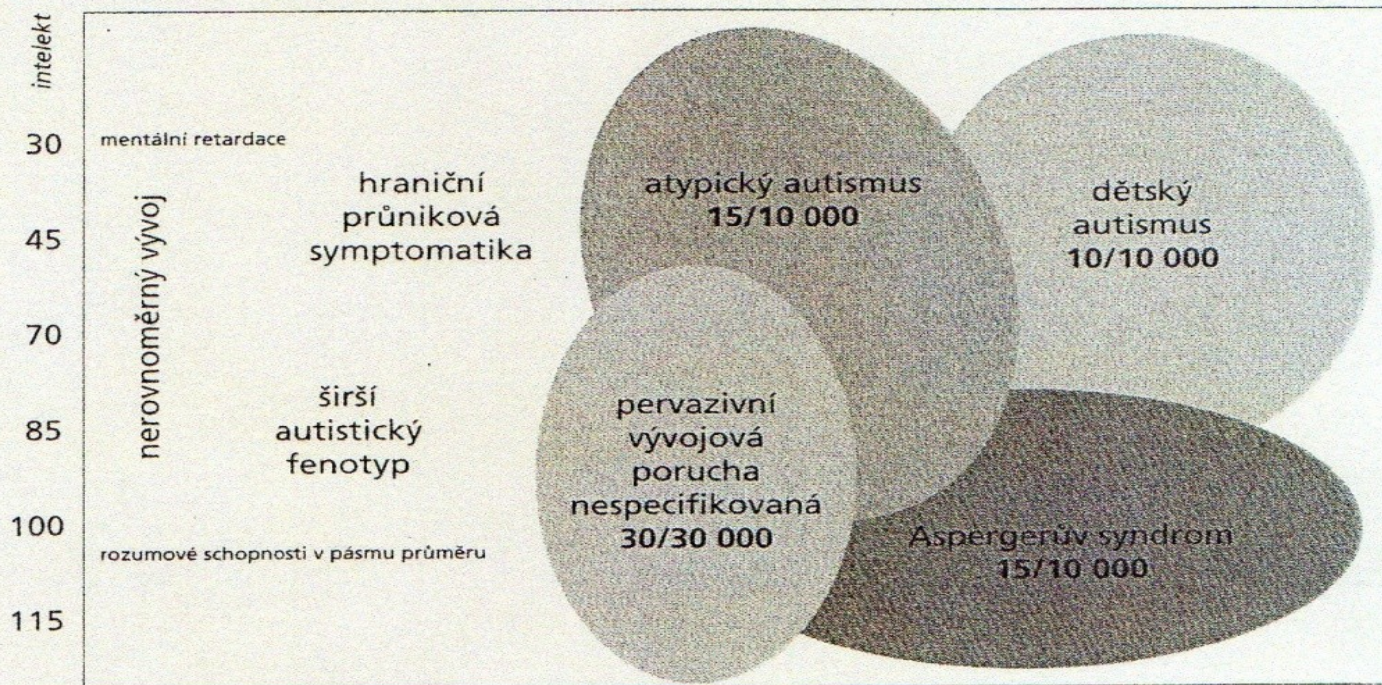 intelekt
30
45
70
85
100
115
mentální retardace
nerovnoměrný vývoj
rozumové schopnosti v pásmu průměru
hraniční
průniková
symptomatika
širší
autistický
fenotyp
atypický autismus
15/10 000
dětský
autismus
10/10 000
pervazivní
vývojová
porucha
nespecifikovaná
30/30 000
Aspergerův syndrom
15/10 000